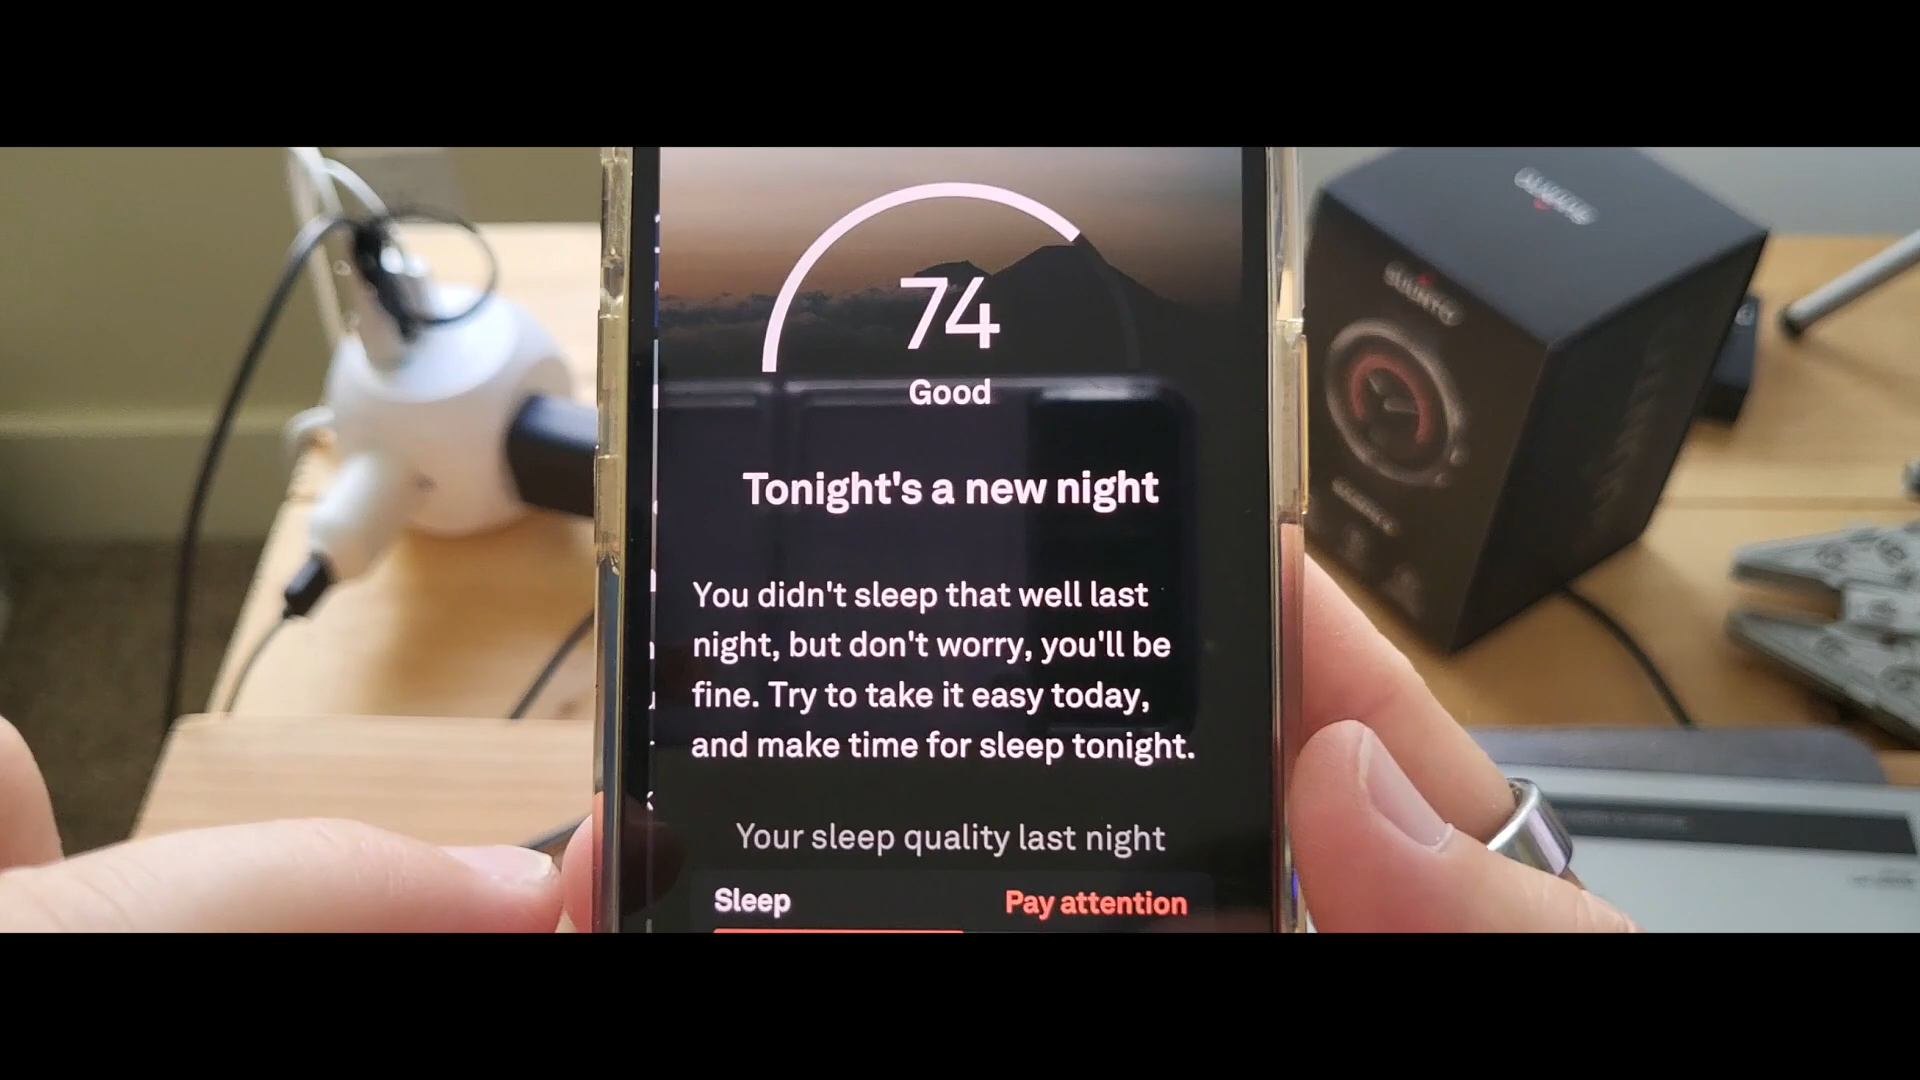 74
Good
Tonight's a new night
You didn't sleep that well last
night, but don't worry, you'll be
fine. Try to take it easy today,
and make time for sleep tonight.
Your sleep quality last night
Sleep
Pay attention
SUUNTO
SUUNTO